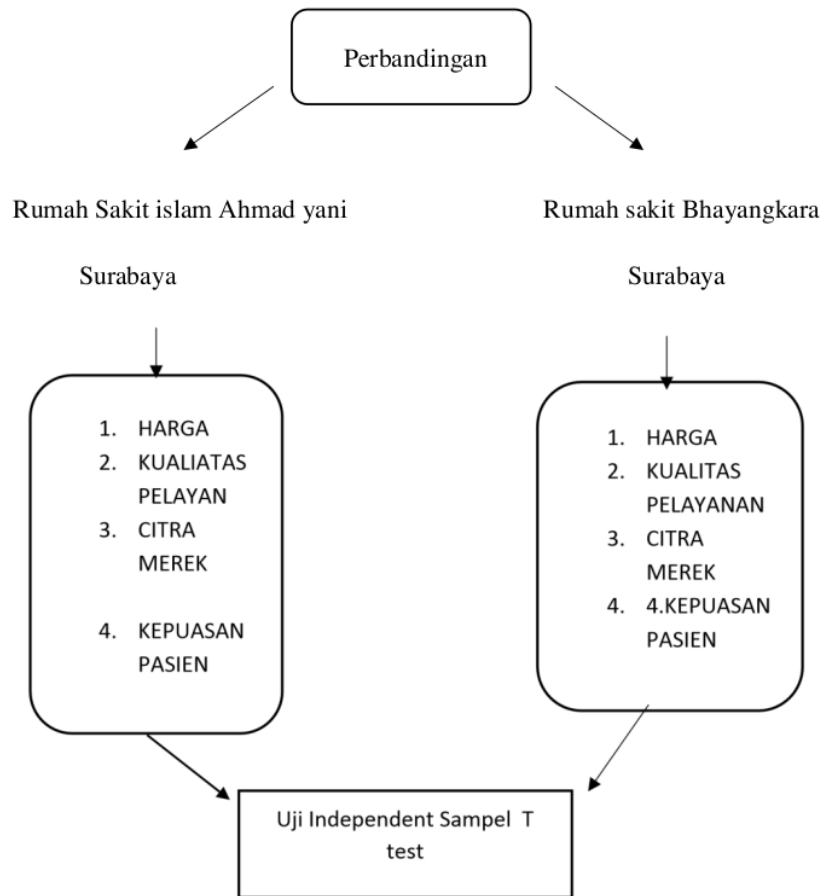 Perbandingan
Rumah Sakit islam Ahmad yani
Surabaya
Rumah sakit Bhayangkara
Surabaya
1. HARGA
2. KUALIATAS
PELAYAN
3. CITRA
MEREK
4. KEPUASAN
PASIEN
1. HARGA
2. KUALITAS
PELAYANAN
3. CITRA
MEREK
4. 4.KEPUASAN
PASIEN
Uji Independent Sampel T
test